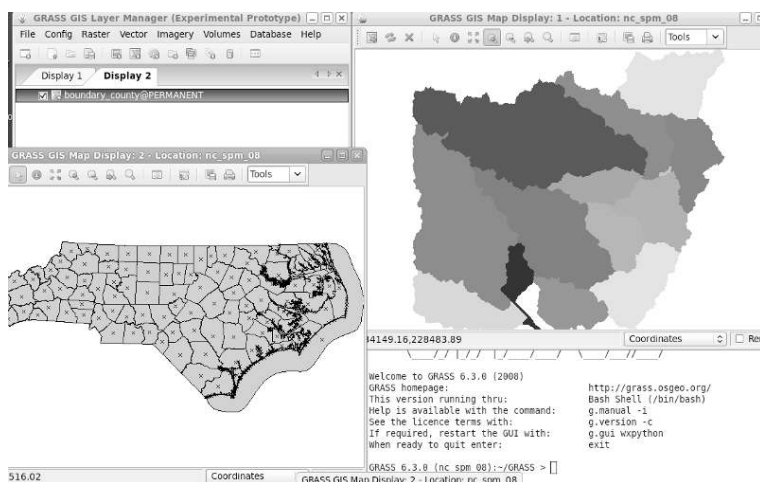 GRASS GIS Layer Manager (Experimental Prototype)
File Config Raster Vector Imagery Volumes Database Help
Display 1 Display 2
boundary_county@PERMANENT
GRASS GIS Map Display: 2 - Location: nc_spm_08
Tools
516.02
Coordinates
GRASS GIS Map Display: 1 - Location: nc_spm_08
Tools
4149.16,228483.89
Coordinates
Welcome to GRASS 6.3.0 (2008)
GRASS homepage: http://grass.osgeo.org/
This version running thru: Bash Shell (/bin/bash)
Help is available with the command: g.manual -i
See the licence terms with: g.version -c
If required, restart the GUI with: g.gui wxpython
When ready to quit enter: exit
GRASS 6.3.0 (nc_spm_08):~/GRASS >
GRASS GIS Map Display: 2 - Location: nc_spm_08